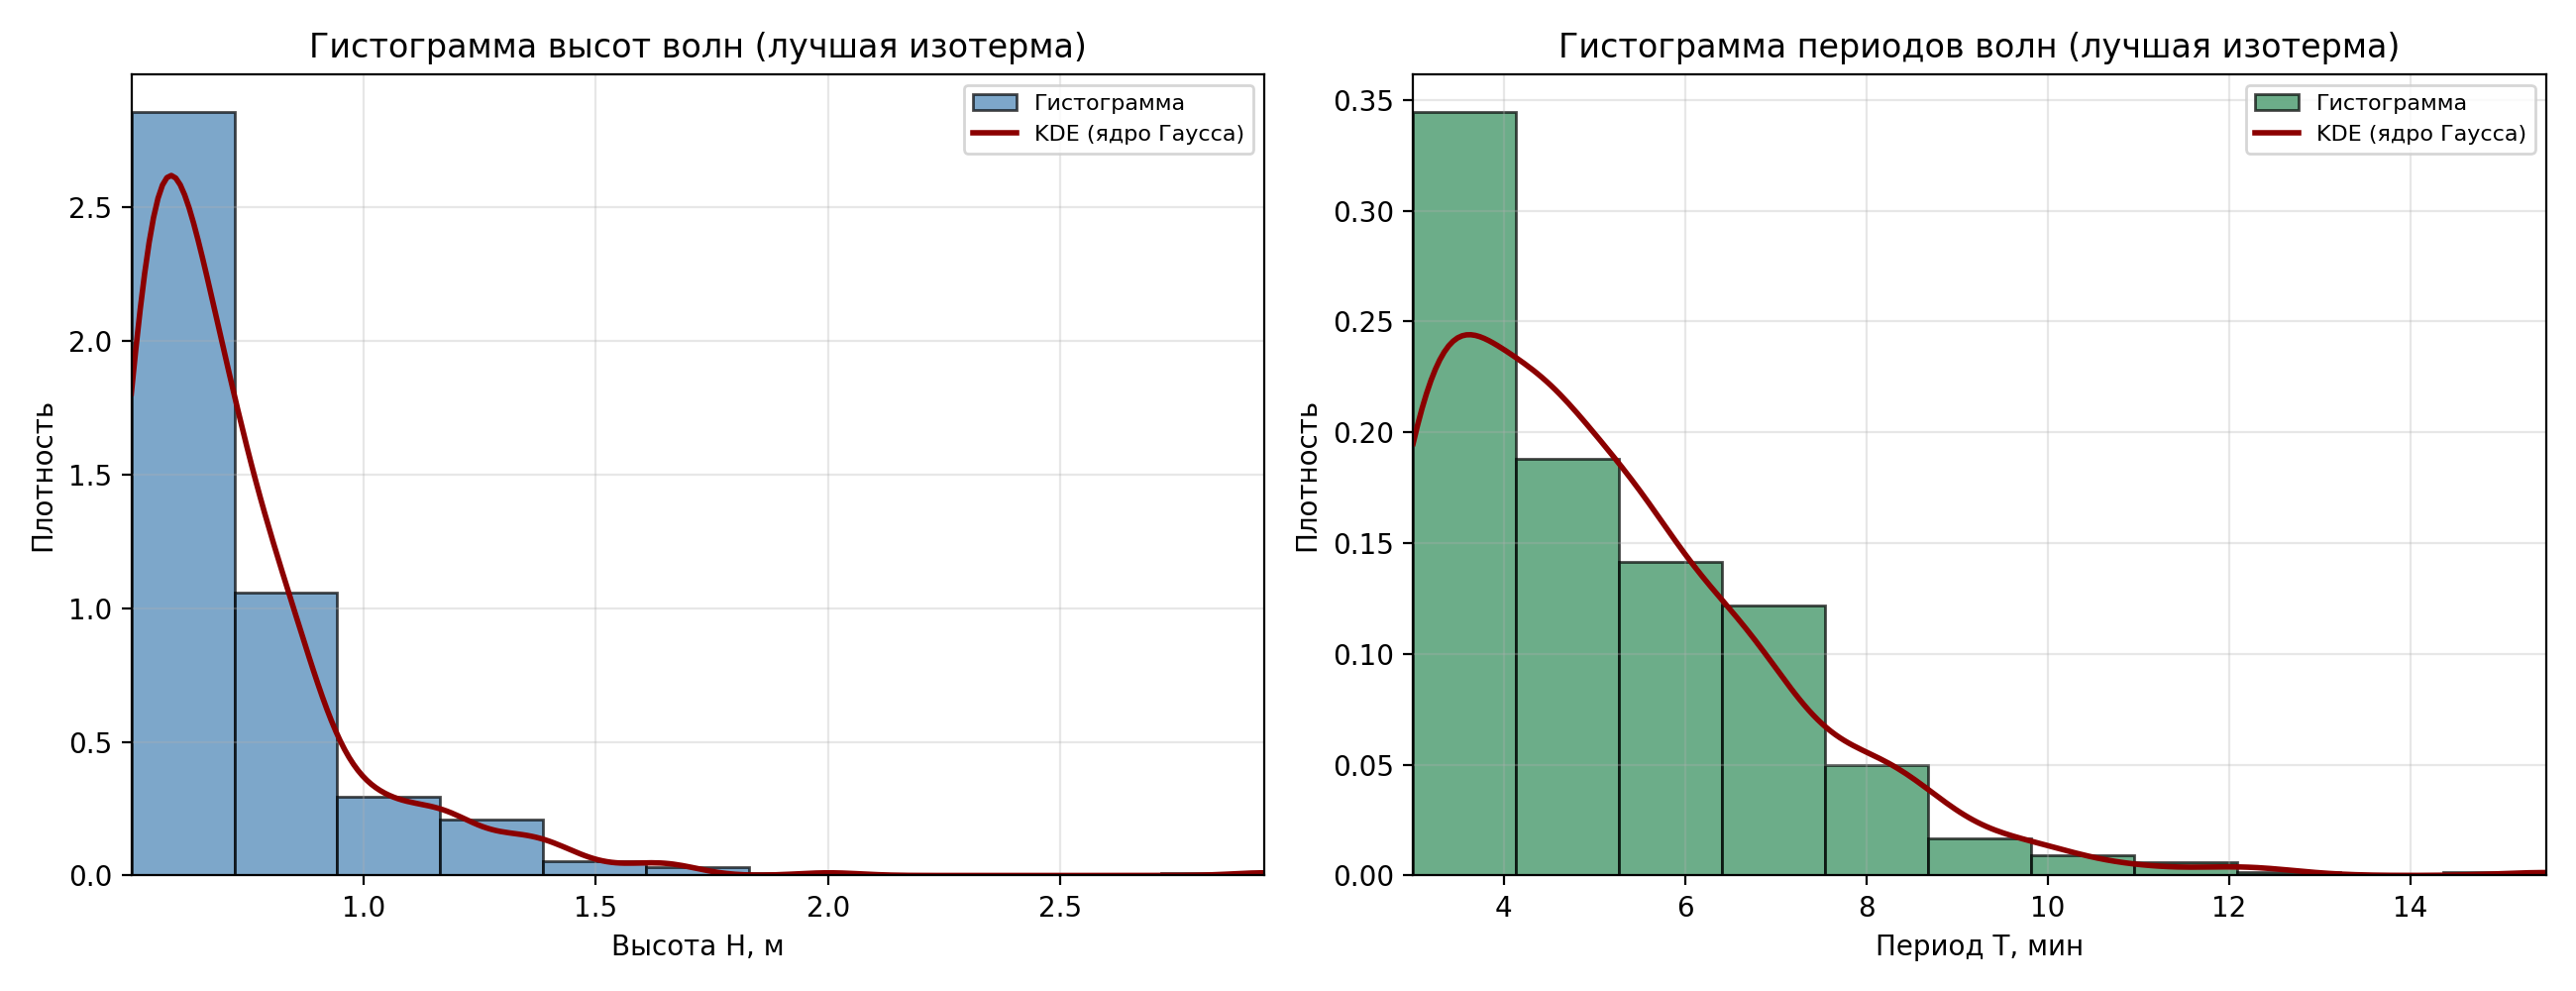 Гистограмма высот волн (лучшая изотерма)
Гистограмма
KDE (ядро Гаусса)
Плотность
2.5
2.0
1.5
1.0
0.5
0.0
1.0 1.5 2.0 2.5
Высота H, м
Гистограмма периодов волн (лучшая изотерма)
Гистограмма
KDE (ядро Гаусса)
Плотность
0.35
0.30
0.25
0.20
0.15
0.10
0.05
0.00
4 6 8 10 12 14
Период T, мин